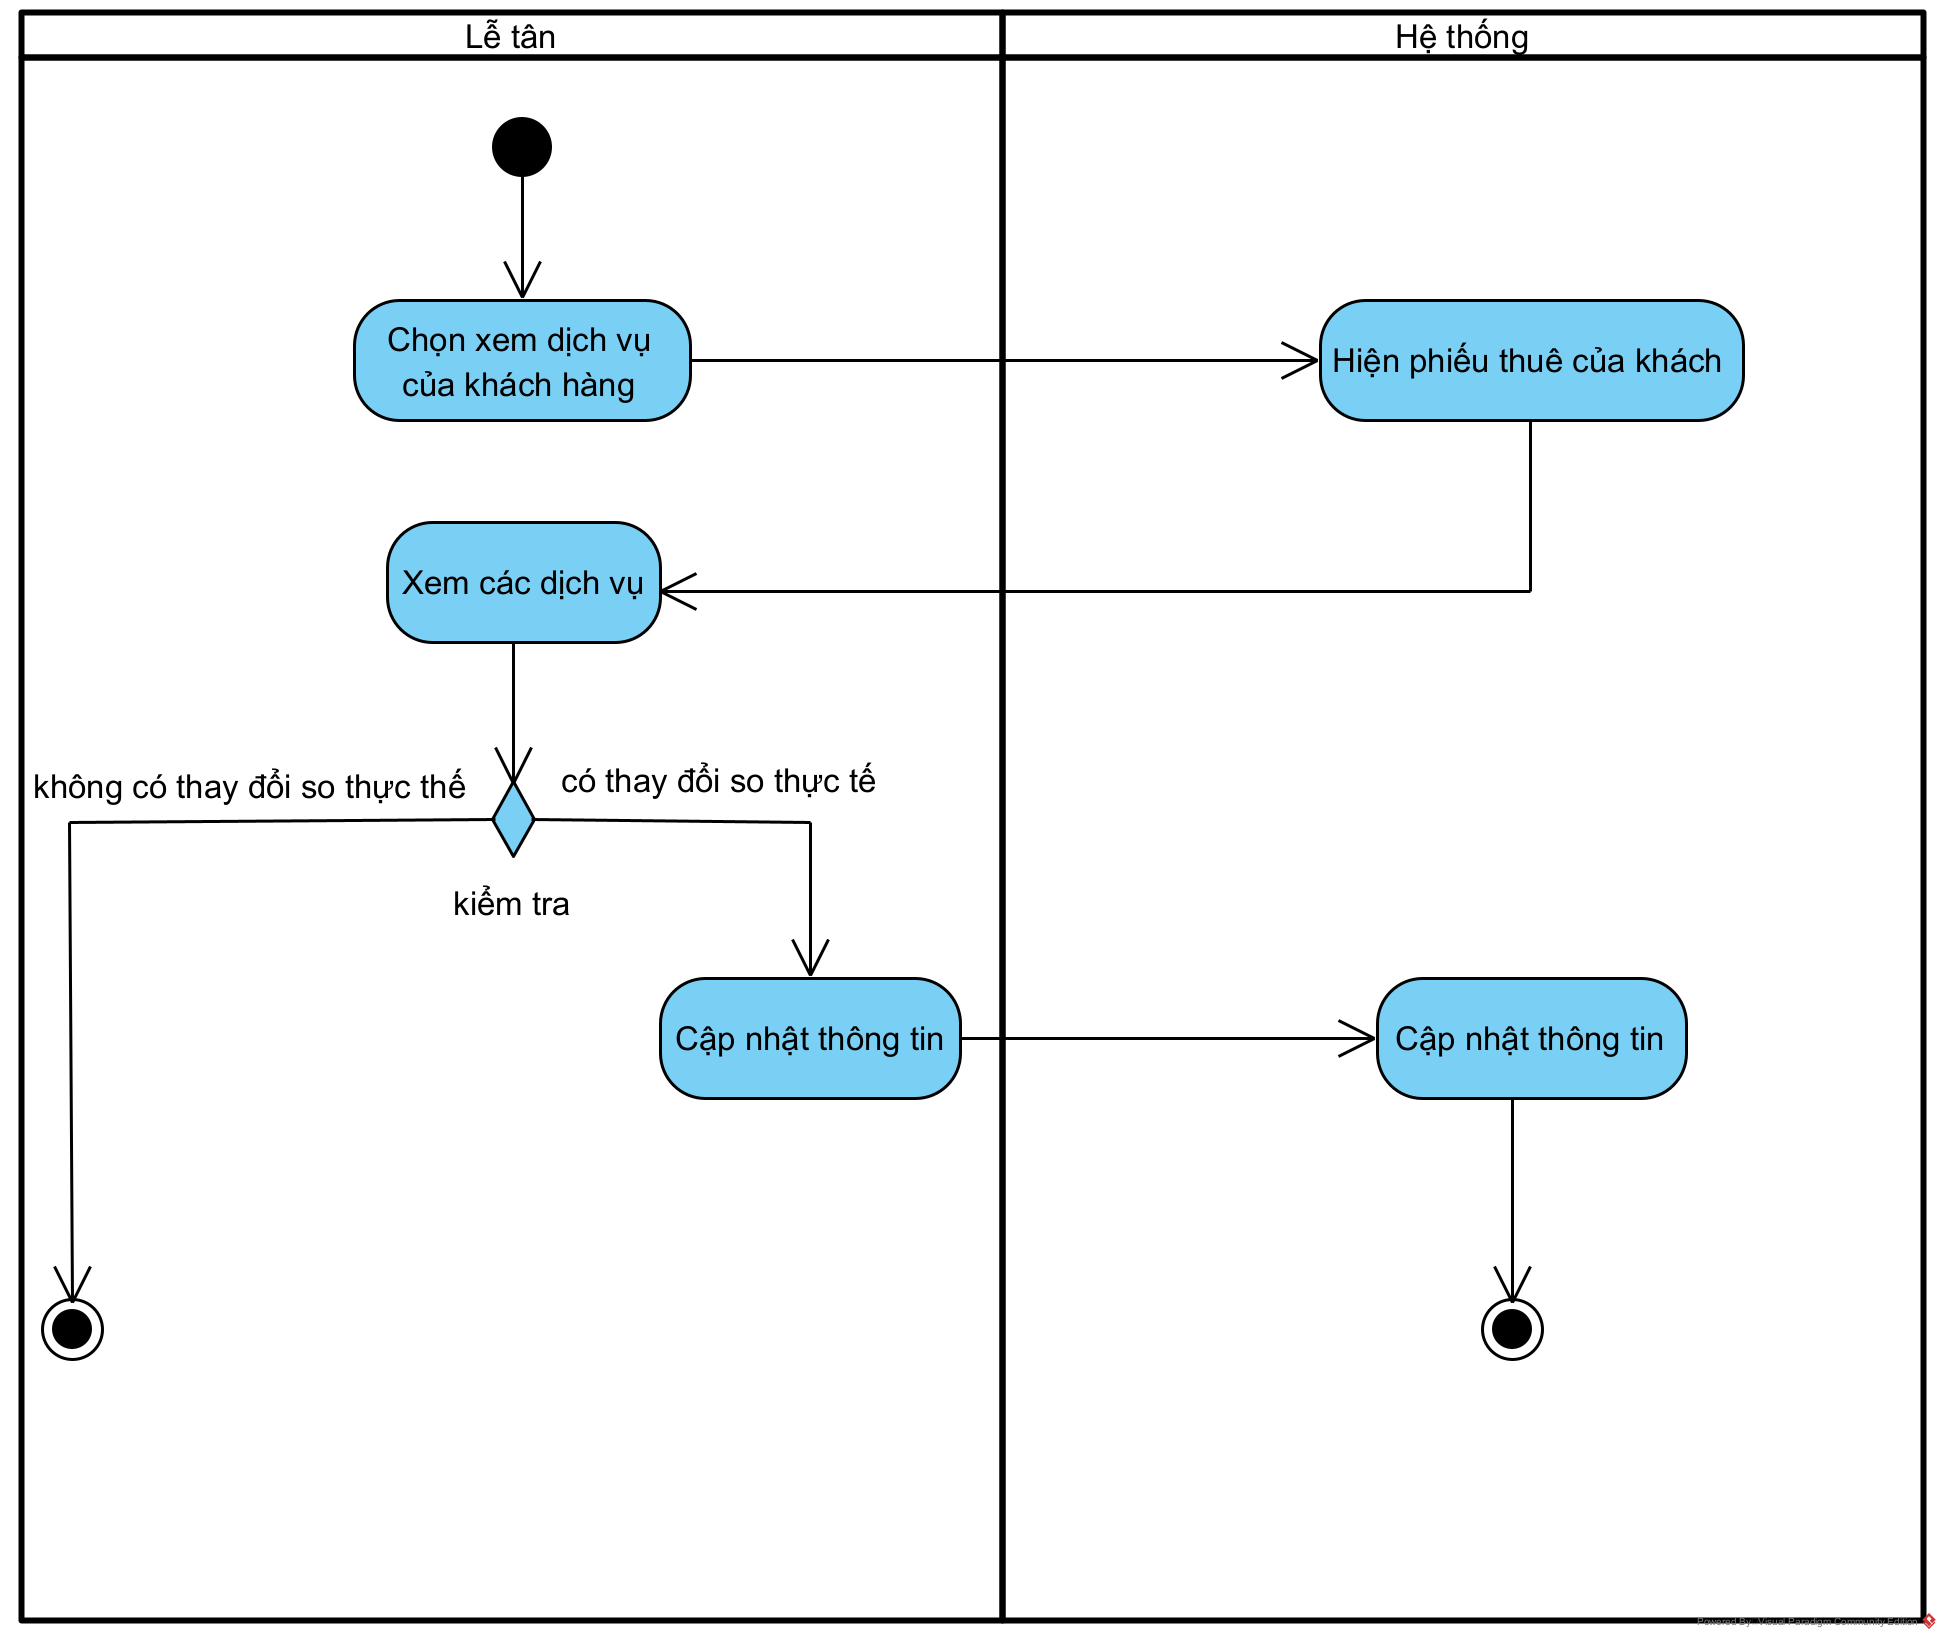 Lễ tân
Hệ thống
Chọn xem dịch vụ
của khách hàng
Hiện phiếu thuê của khách
Xem các dịch vụ
không có thay đổi so thực thế
có thay đổi so thực tế
kiểm tra
Cập nhật thông tin
Cập nhật thông tin
Powered By: Visual Paradigm Community Edition